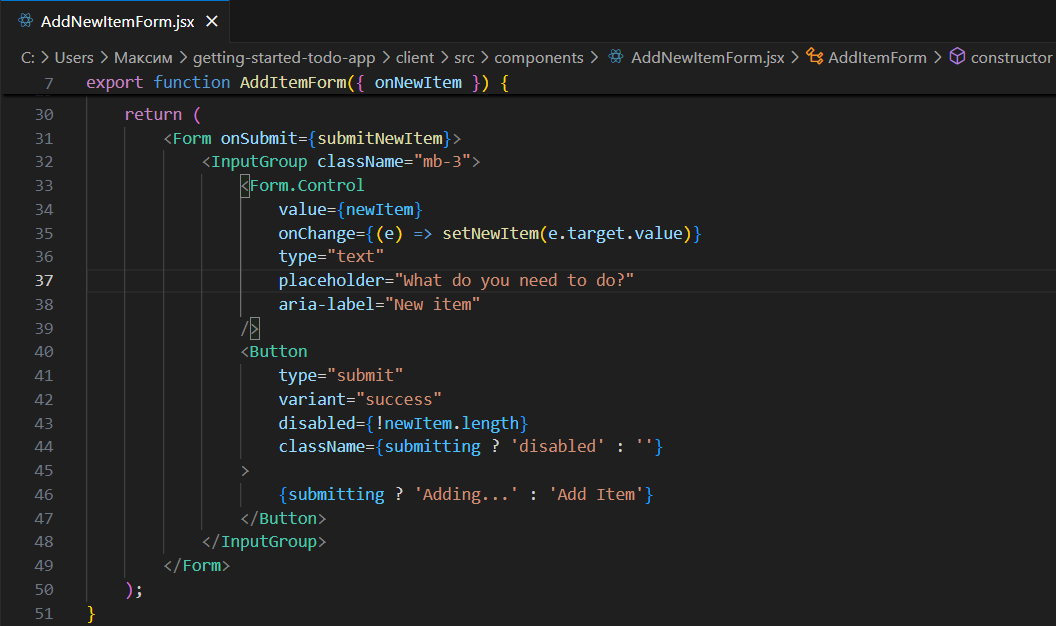 AddNewItemForm.jsx
C: > Users > Максим > getting-started-todo-app > client > src > components > AddNewItemForm.jsx > AddItemForm > constructor
7 export function AddItemForm({ onNewItem }) {
30 return (
31 <Form onSubmit={submitNewItem}>
32 <InputGroup className="mb-3">
33 <Form.Control
34 value={newItem}
35 onChange={(e) => setNewItem(e.target.value)}
36 type="text"
37 placeholder="What do you need to do?"
38 aria-label="New item"
39 />
40 <Button
41 type="submit"
42 variant="success"
43 disabled={!newItem.length}
44 className={submitting ? 'disabled' : ''}
45 >
46 {submitting ? 'Adding...' : 'Add Item'}
47 </Button>
48 </InputGroup>
49 </Form>
50 );
51 }